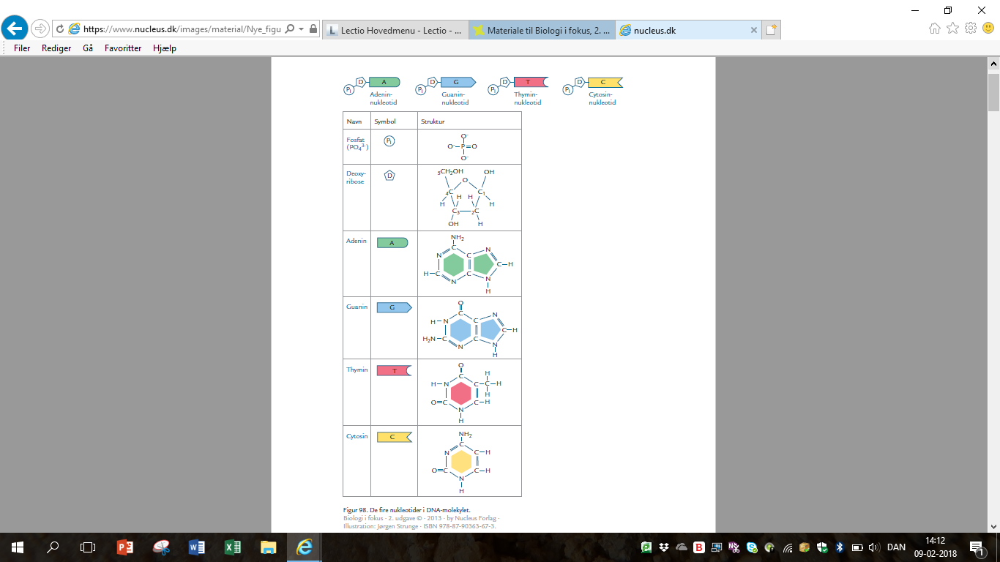 https://www.nucleus.dk/images/material/Nye_figu
Lectio Hovedmenu - Lectio - ...
Materiale til Biologi i fokus, 2. ...
nucleus.dk
Filer Rediger Gå Favoritter Hjælp
Pi D A
Adenin-
nukleotid
Pi D G
Guanin-
nukleotid
Pi D T
Thymin-
nukleotid
Pi D C
Cytosin-
nukleotid
Navn Symbol Struktur
Fosfat
(PO₄³⁻)
Pi
O⁻
O⁻ P O
O⁻
Deoxy-
ribose
D
5CH₂OH OH
O
4C C1
H H H H
C3 2C
OH H
Adenin
A
NH₂
C
N C N
C H
H C C
N N
H
Guanin
G
O
C
H N C N
C H
H₂N C C
N N
H
Thymin
T
O
C H
H N C C H
H
O C C H
N
H
Cytosin
C
NH₂
C
N C H
O C C H
N
H
Figur 98. De fire nukleotider i DNA-molekylet.
Biologi i fokus - 2. udgave © - 2013 - by Nucleus Forlag -
Illustration: Jørgen Strunge - ISBN 978-87-90363-67-3.
DAN
14:12
09-02-2018
1